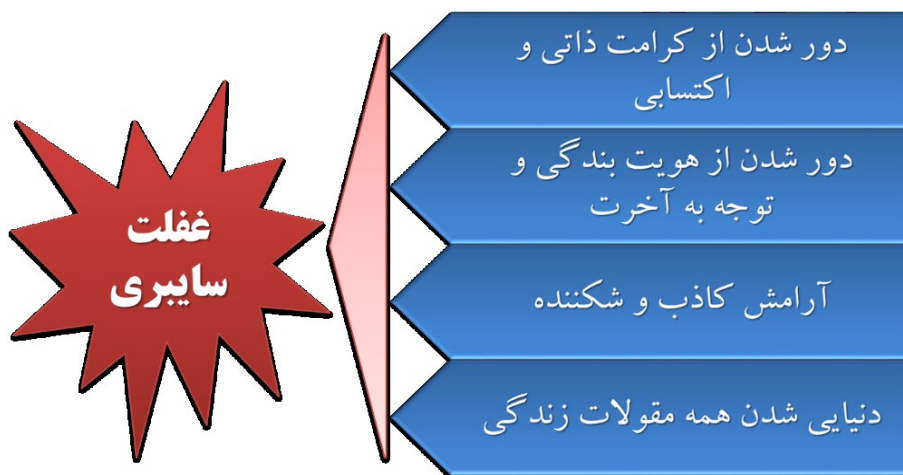 دور شدن از کرامت ذاتی و
اکتسابی
دور شدن از هویت بندگی و
توجه به آخرت
آرامش کاذب و شکننده
دنیایی شدن همه مقولات زندگی
غفلت
سایبری